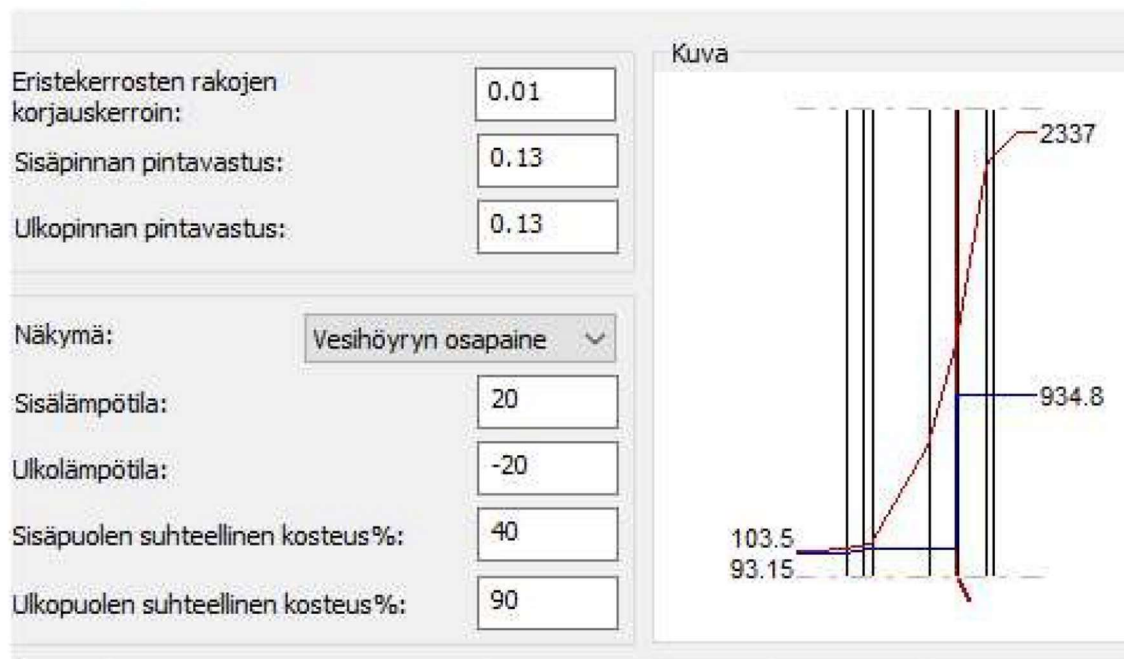 Eristekerrosten rakojen
korjauskerroin:
0.01
Sisäpinnan pintavastus:
0.13
Ulkopinnan pintavastus:
0.13
Näkymä:
Vesihöyryn osapaine
Sisälämpötila:
20
Ulkolämpötila:
-20
Sisäpuolen suhteellinen kosteus%:
40
Ulkopuolen suhteellinen kosteus%:
90
Kuva
2337
934.8
103.5
93.15